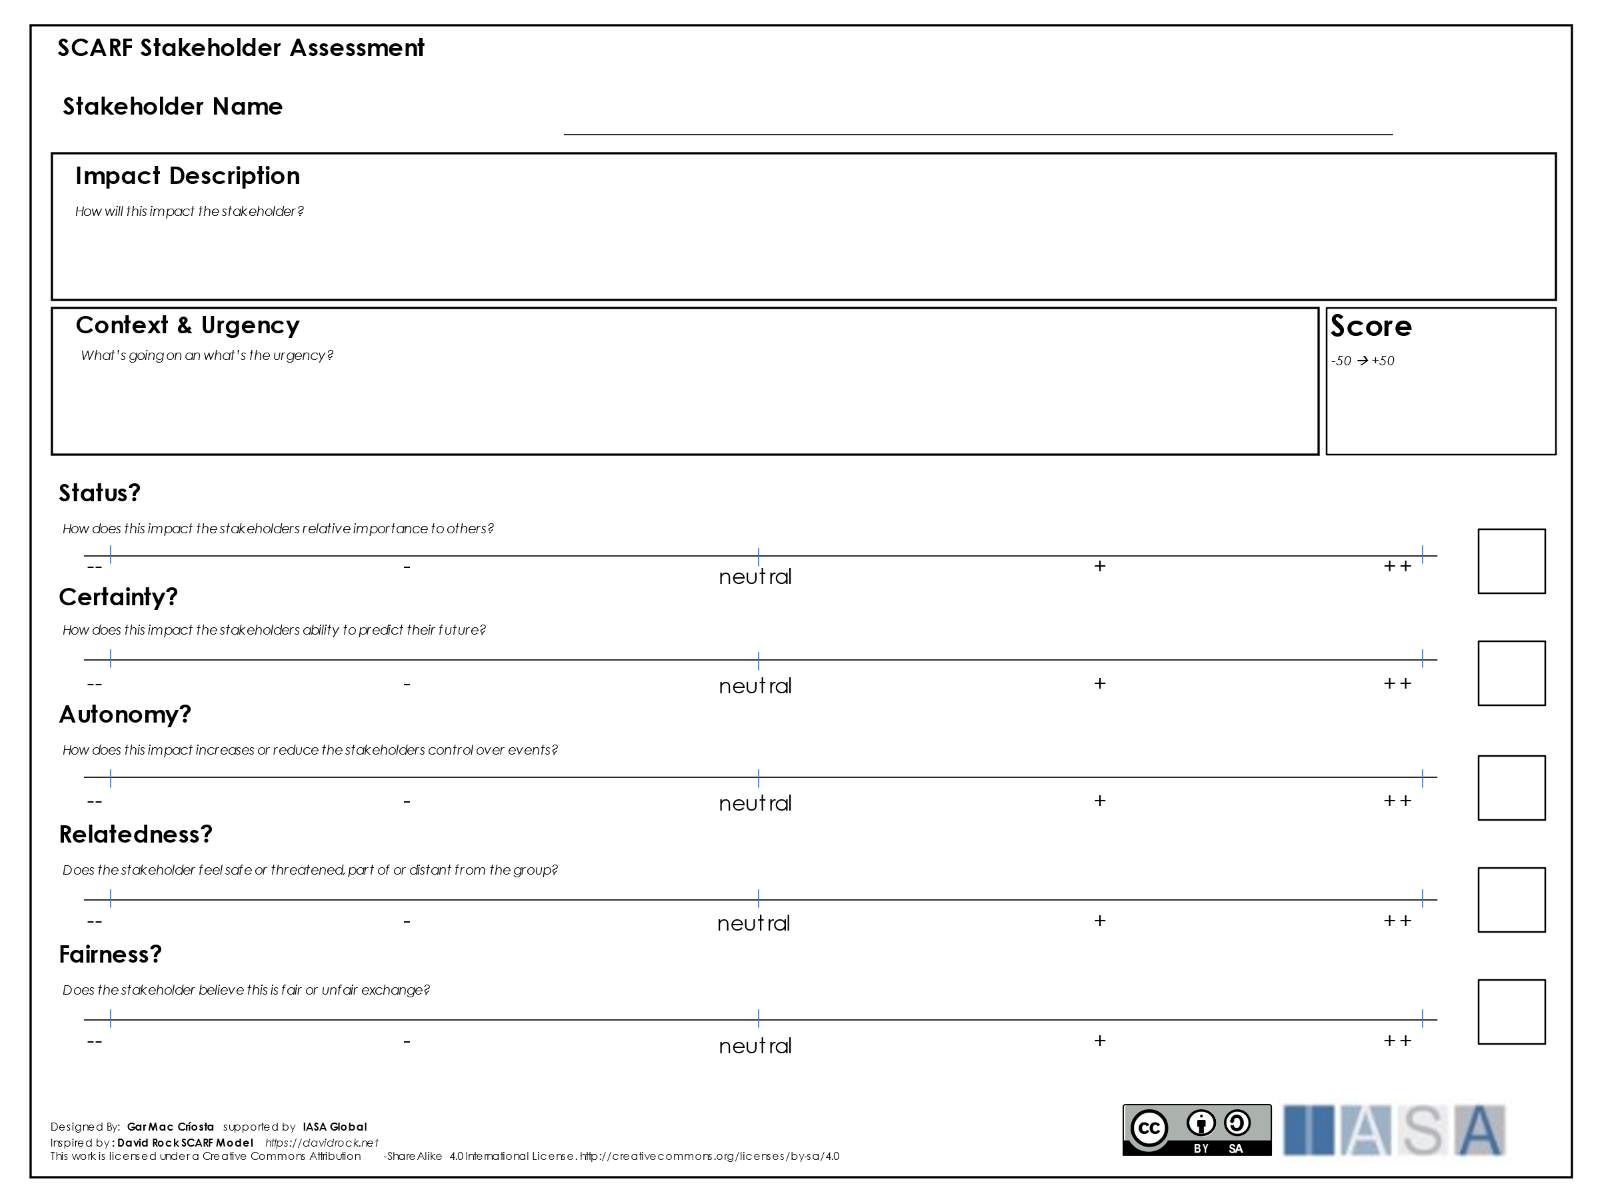 SCARF Stakeholder Assessment
Stakeholder Name
Impact Description
How will this impact the stakeholder?
Context & Urgency
What's going on an what's the urgency?
Score
-50 → +50
Status?
How does this impact the stakeholders relative importance to others?
-- - neutral + ++
Certainty?
How does this impact the stakeholders ability to predict their future?
-- - neutral + ++
Autonomy?
How does this impact increases or reduce the stakeholders control over events?
-- - neutral + ++
Relatedness?
Does the stakeholder feel safe or threatened, part of or distant from the group?
-- - neutral + ++
Fairness?
Does the stakeholder believe this is fair or unfair exchange?
-- - neutral + ++
Designed By: Gar Mac Críosta supported by IASA Global
Inspired by : David Rock SCARF Model https://davidrock.net
This work is licensed under a Creative Commons Attribution -ShareAlike 4.0 International License. http://creativecommons.org/licenses/by-sa/4.0
cc BY SA
IASA